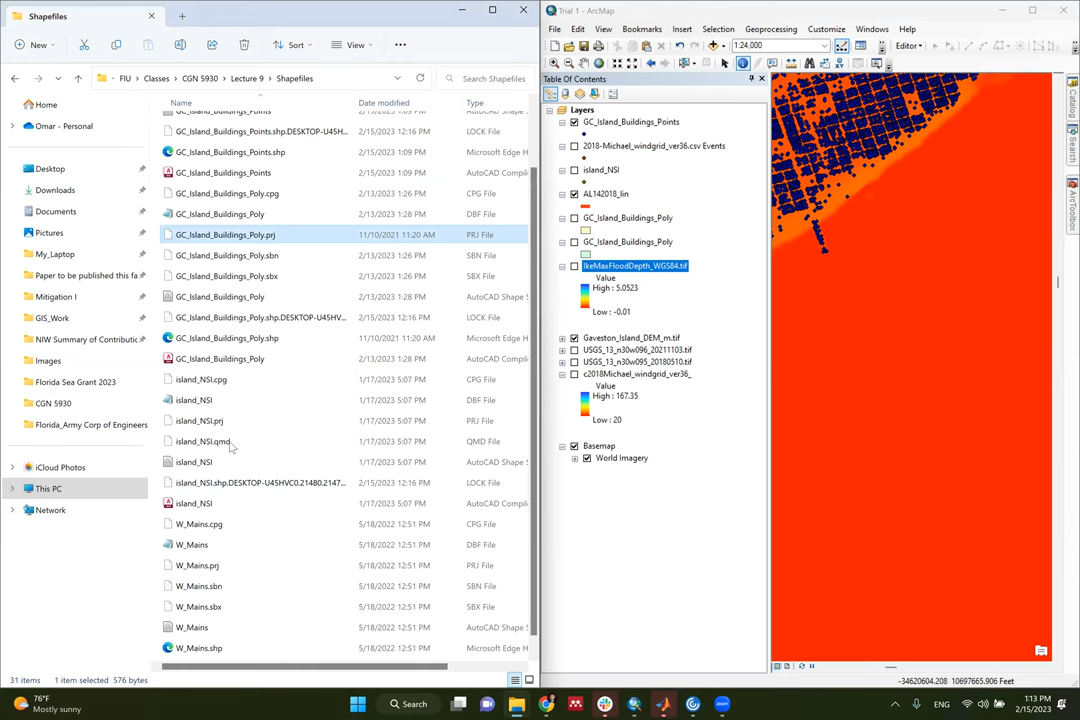 Shapefiles
Trial 1 - ArcMap
File Edit View Bookmarks Insert Selection Geoprocessing Customize Windows Help
New Sort View
1:24,000
Editor
FIU > Classes > CGN 5930 > Lecture 9 > Shapefiles
Search Shapefiles
Table Of Contents
Name Date modified Type
Home
Omar - Personal
Desktop
Downloads
Documents
Pictures
My_Laptop
Paper to be published this fa
Mitigation I
GIS_Work
NIW Summary of Contributic
Images
Florida Sea Grant 2023
CGN 5930
Florida_Army Corp of Engineers
iCloud Photos
This PC
Network
GC_Island_Buildings_Points
GC_Island_Buildings_Points.shp.DESKTOP-U45H... 2/15/2023 12:16 PM LOCK File
GC_Island_Buildings_Points.shp 2/15/2023 1:09 PM Microsoft Edge H
GC_Island_Buildings_Points 2/15/2023 1:09 PM AutoCAD Compile
GC_Island_Buildings_Poly.cpg 2/13/2023 1:26 PM CPG File
GC_Island_Buildings_Poly 2/13/2023 1:28 PM DBF File
GC_Island_Buildings_Poly.prj 11/10/2021 11:20 AM PRJ File
GC_Island_Buildings_Poly.sbn 2/13/2023 1:26 PM SBN File
GC_Island_Buildings_Poly.sbx 2/13/2023 1:26 PM SBX File
GC_Island_Buildings_Poly 2/13/2023 1:28 PM AutoCAD Shape S
GC_Island_Buildings_Poly.shp.DESKTOP-U45HV... 2/15/2023 12:16 PM LOCK File
GC_Island_Buildings_Poly.shp 11/10/2021 11:20 AM Microsoft Edge H
GC_Island_Buildings_Poly 2/13/2023 1:28 PM AutoCAD Compile
island_NSI.cpg 1/17/2023 5:07 PM CPG File
island_NSI 1/17/2023 5:07 PM DBF File
island_NSI.prj 1/17/2023 5:07 PM PRJ File
island_NSI.qmd 1/17/2023 5:07 PM QMD File
island_NSI 1/17/2023 5:07 PM AutoCAD Shape S
island_NSI.shp.DESKTOP-U45HVC0.21480.2147... 2/15/2023 12:16 PM LOCK File
island_NSI 1/17/2023 5:07 PM AutoCAD Compile
W_Mains.cpg 5/18/2022 12:51 PM CPG File
W_Mains 5/18/2022 12:51 PM DBF File
W_Mains.prj 5/18/2022 12:51 PM PRJ File
W_Mains.sbn 5/18/2022 12:51 PM SBN File
W_Mains.sbx 5/18/2022 12:51 PM SBX File
W_Mains 5/18/2022 12:51 PM AutoCAD Shape S
W_Mains.shp 5/18/2022 12:51 PM Microsoft Edge H
31 items 1 item selected 576 bytes
Layers
GC_Island_Buildings_Points
2018-Michael_windgrid_ver36.csv Events
island_NSI
AL142018_lin
GC_Island_Buildings_Poly
GC_Island_Buildings_Poly
IkeMaxFloodDepth_WGS84.tif
Value
High : 5.0523
Low : -0.01
Gaveston_Island_DEM_m.tif
USGS_13_n30w096_20211103.tif
USGS_13_n30w095_20180510.tif
c2018Michael_windgrid_ver36_
Value
High : 167.35
Low : 20
Basemap
World Imagery
Catalog
Search
ArcToolbox
-34620604.208 10697665.906 Feet
76°F
Mostly sunny
Search
ENG
1:13 PM
2/15/2023